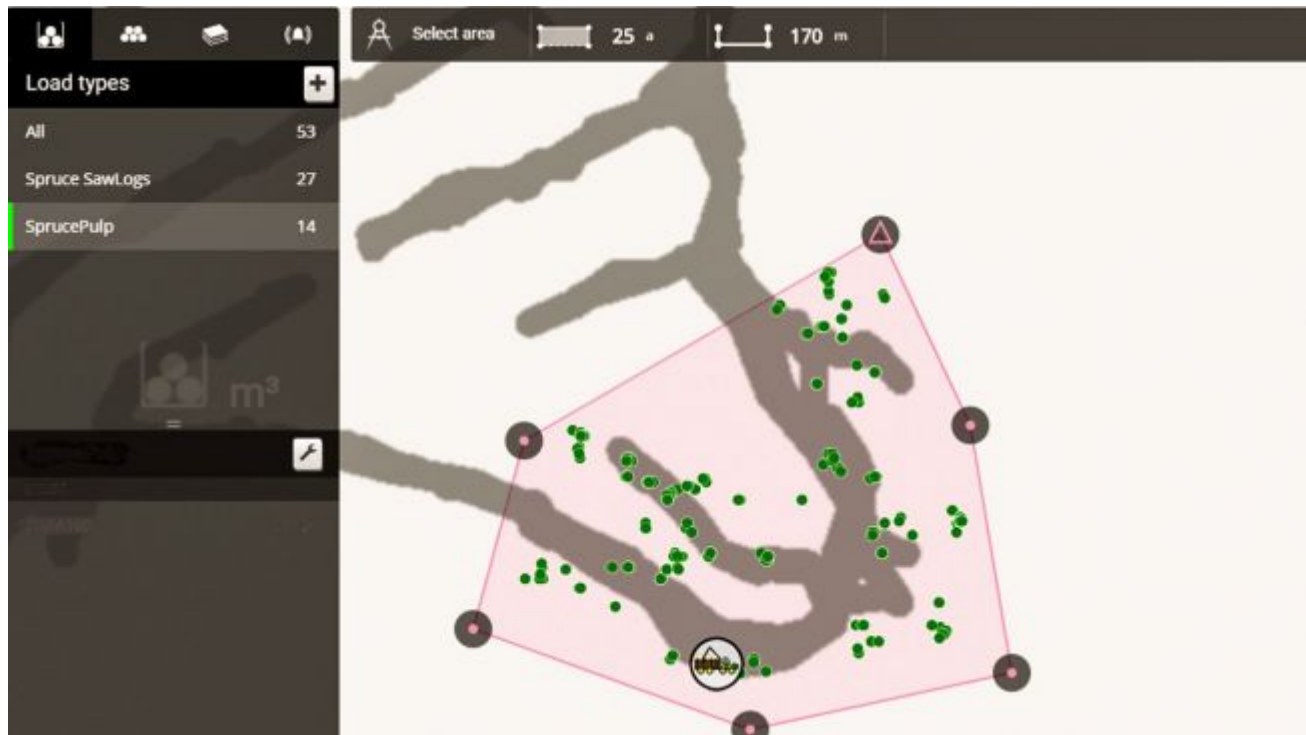 Select area 25 a 170 m
Load types
All 53
Spruce SawLogs 27
SprucePulp 14
m³
=